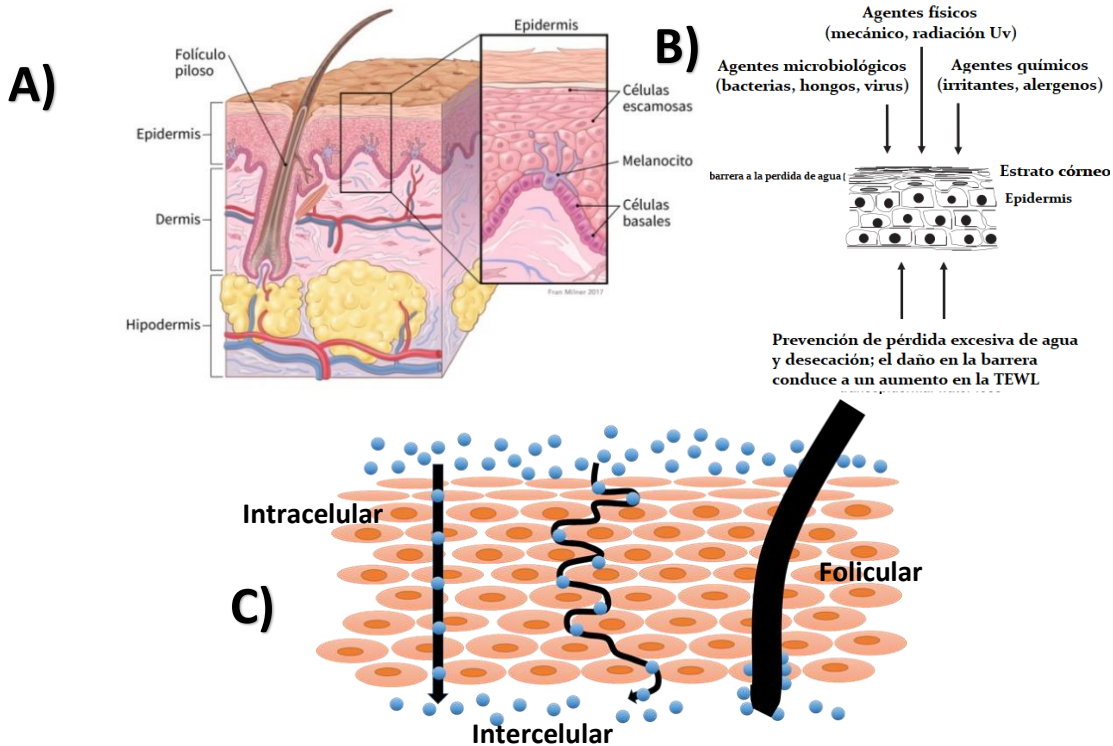 A)
Folículo
piloso
Epidermis
Dermis
Hipodermis
Epidermis
Células
escamosas
Melanocito
Células
basales
Fran Milner 2017
B)
Agentes físicos
(mecánico, radiación Uv)
Agentes microbiológicos
(bacterias, hongos, virus)
Agentes químicos
(irritantes, alergenos)
barrera a la perdida de agua
Estrato córneo
Epidermis
Prevención de pérdida excesiva de agua
y desecación; el daño en la barrera
conduce a un aumento en la TEWL
C)
Intracelular
Intercelular
Folicular